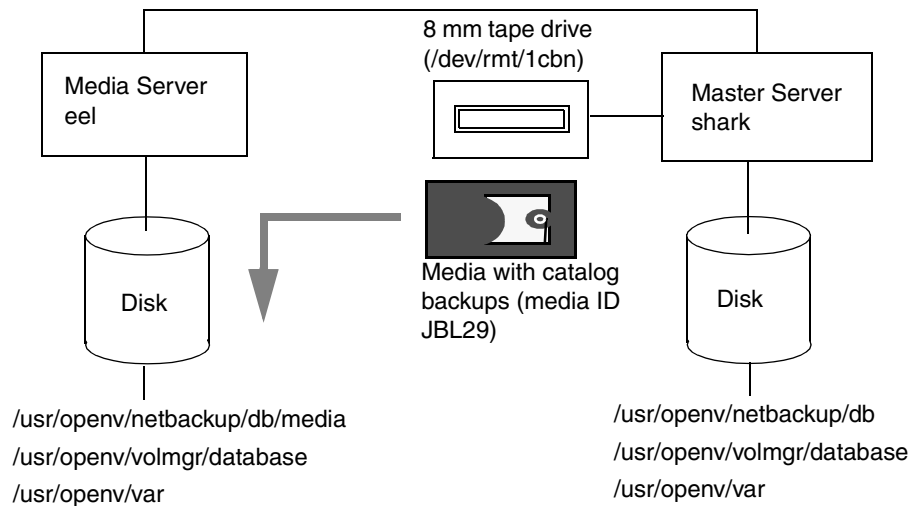 8 mm tape drive
(/dev/rmt/1cbn)
Media Server
eel
Master Server
shark
Media with catalog
backups (media ID
JBL29)
Disk
Disk
/usr/openv/netbackup/db/media
/usr/openv/volmgr/database
/usr/openv/var
/usr/openv/netbackup/db
/usr/openv/volmgr/database
/usr/openv/var